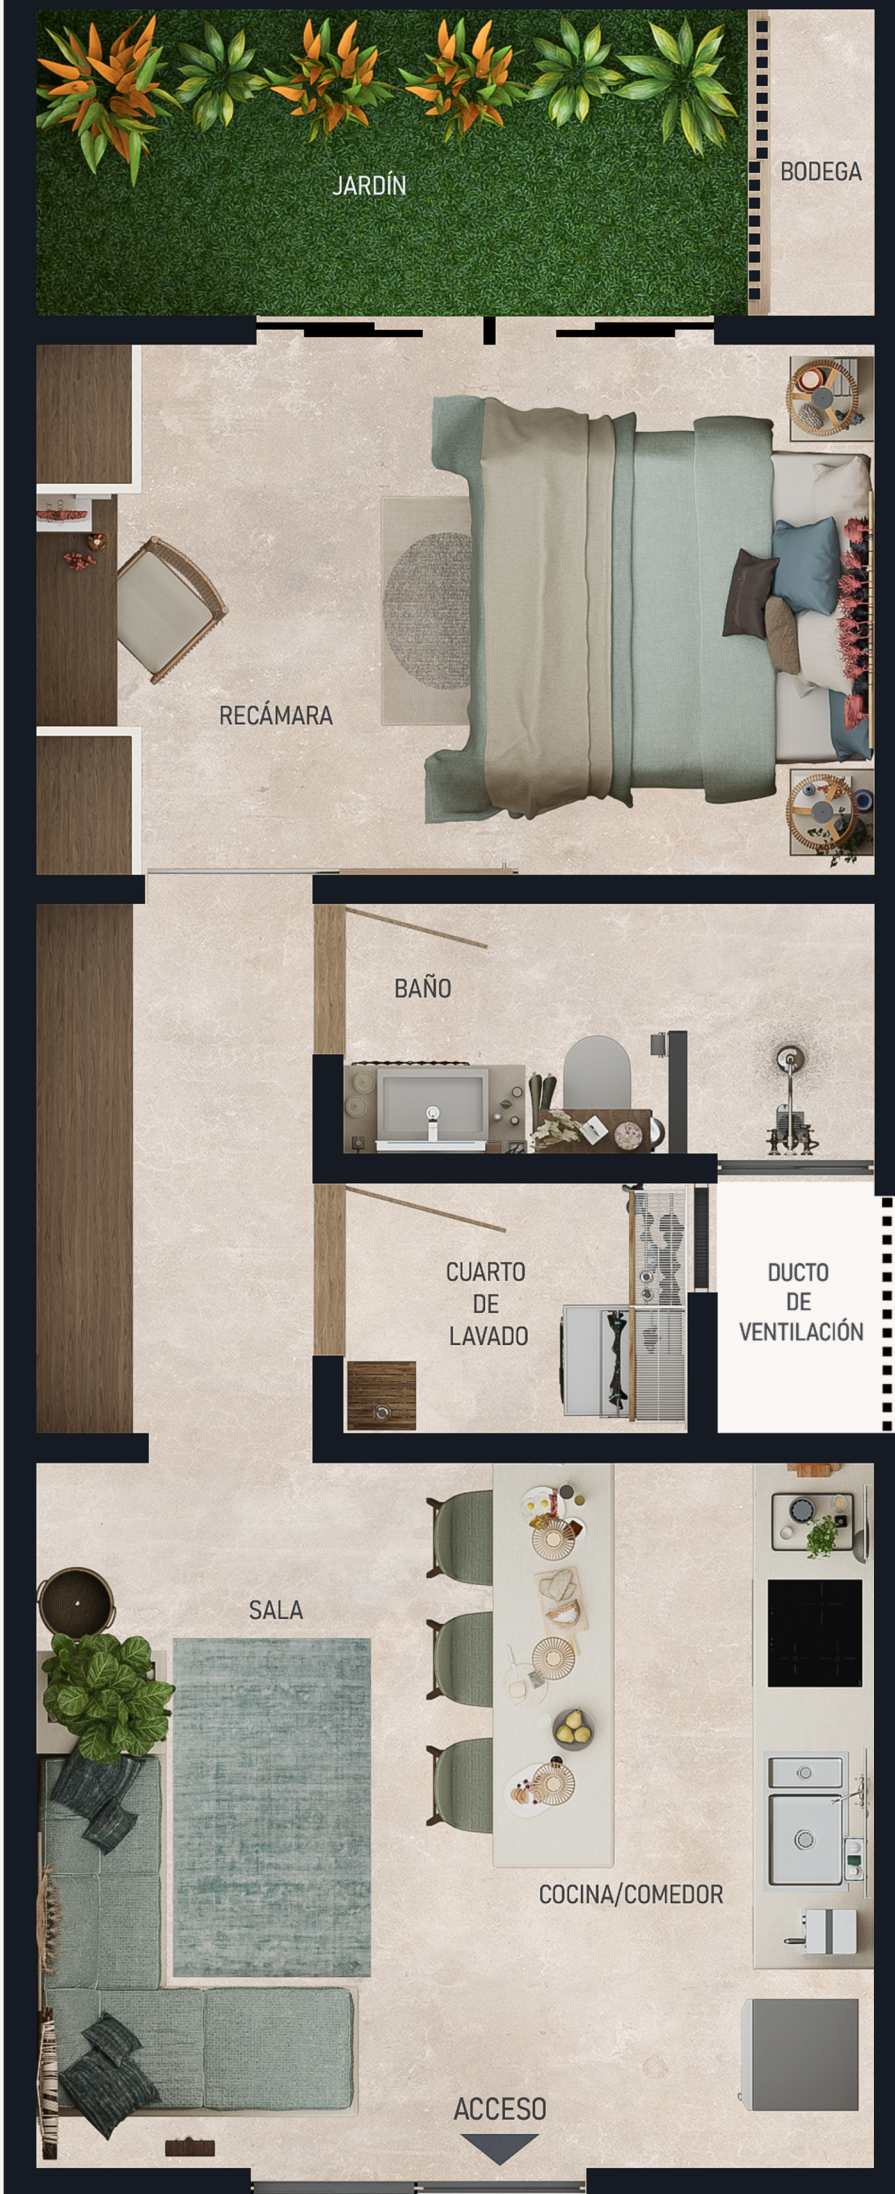 JARDÍN
BODEGA
RECÁMARA
BAÑO
CUARTO
DE
LAVADO
DUCTO
DE
VENTILACIÓN
SALA
COCINA/COMEDOR
ACCESO